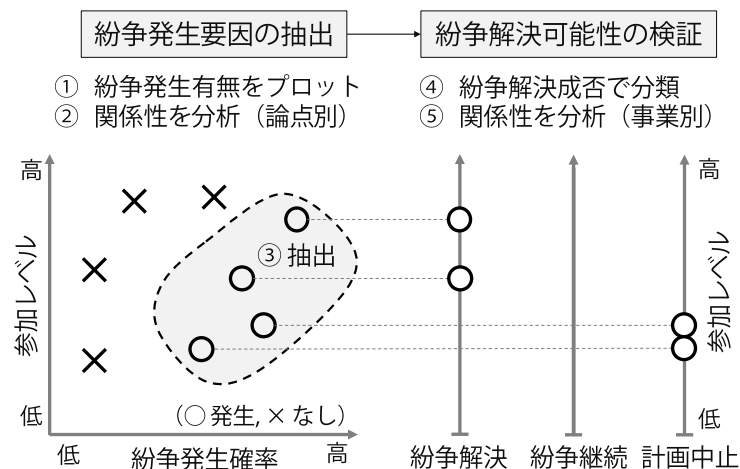 紛争発生要因の抽出
紛争解決可能性の検証
① 紛争発生有無をプロット
② 関係性を分析（論点別）
④ 紛争解決成否で分類
⑤ 関係性を分析（事業別）
高
参加レベル
低
③ 抽出
（○ 発生, × なし）
低
紛争発生確率
高
高
参加レベル
低
紛争解決
紛争継続
計画中止